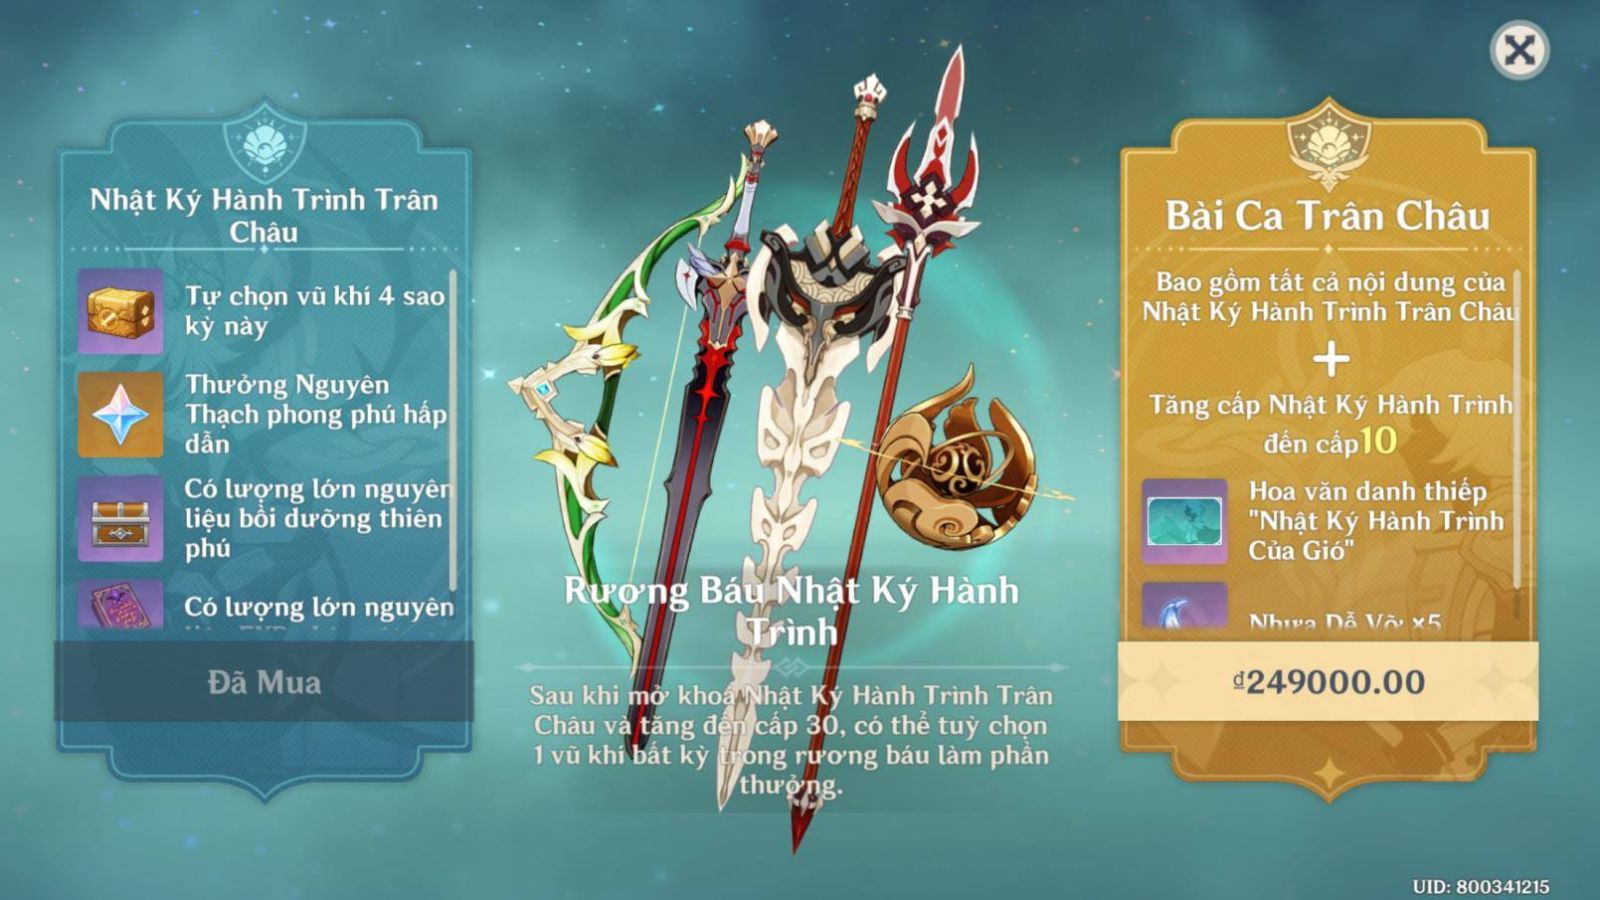 Nhật Ký Hành Trình Trân
Châu
Tự chọn vũ khí 4 sao
kỳ này
Thưởng Nguyên
Thạch phong phú hấp
dẫn
Có lượng lớn nguyên
liệu bồi dưỡng thiên
phú
Có lượng lớn nguyên
Đã Mua
Rương Báu Nhật Ký Hành
Trình
Sau khi mở khoá Nhật Ký Hành Trình Trân
Châu và tăng đến cấp 30, có thể tuỳ chọn
1 vũ khí bất kỳ trong rương báu làm phần
thưởng.
Bài Ca Trân Châu
Bao gồm tất cả nội dung của
Nhật Ký Hành Trình Trân Châu
+
Tăng cấp Nhật Ký Hành Trình
đến cấp 10
Hoa văn danh thiếp
"Nhật Ký Hành Trình
Của Gió"
Nhựa Dễ Vỡ ×5
₫249000.00
UID: 800341215